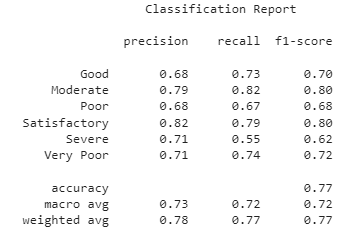 Classification Report
precision recall f1-score
Good 0.68 0.73 0.70
Moderate 0.79 0.82 0.80
Poor 0.68 0.67 0.68
Satisfactory 0.82 0.79 0.80
Severe 0.71 0.55 0.62
Very Poor 0.71 0.74 0.72
accuracy 0.77
macro avg 0.73 0.72 0.72
weighted avg 0.78 0.77 0.77